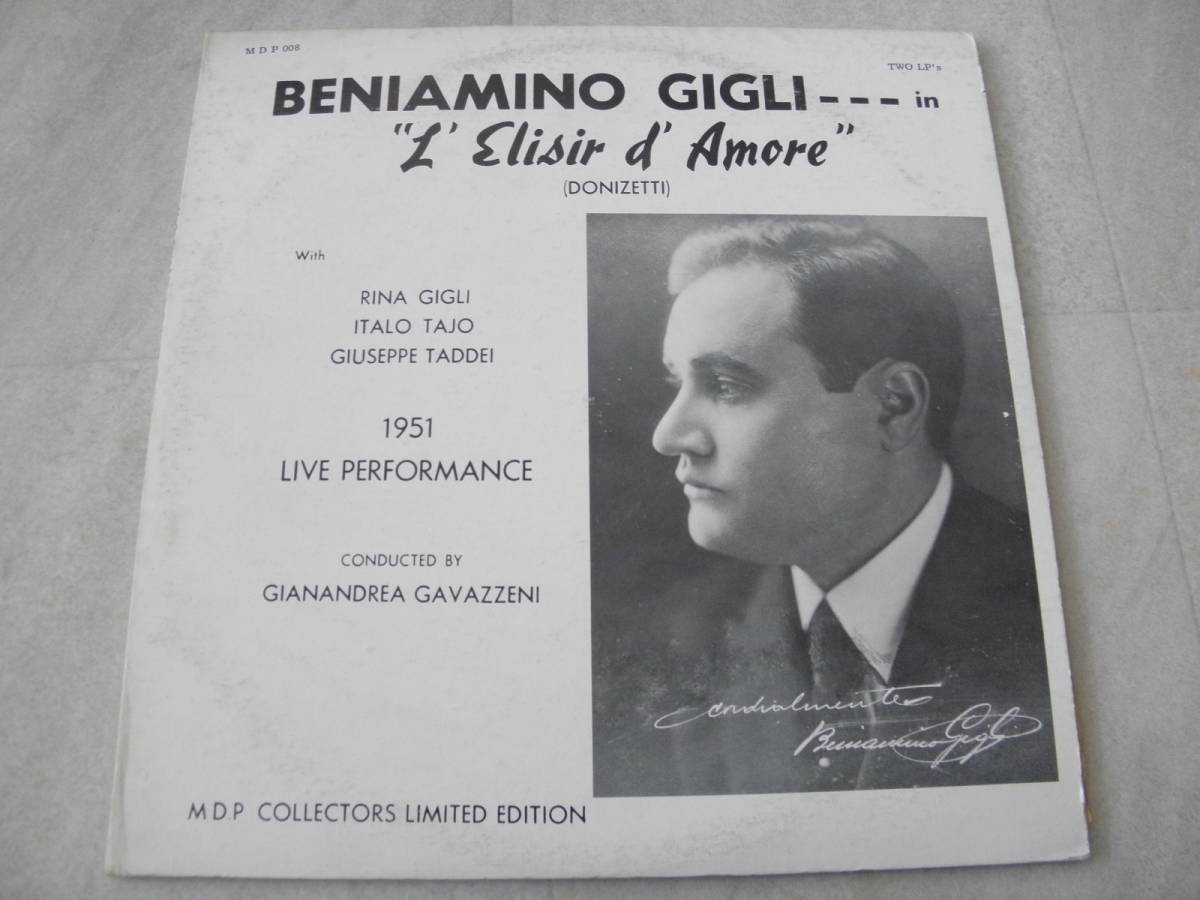 M D P 008
TWO LP's
BENIAMINO GIGLI --- in
"L' Elisir d' Amore"
(DONIZETTI)
With
RINA GIGLI
ITALO TAJO
GIUSEPPE TADDEI
1951
LIVE PERFORMANCE
CONDUCTED BY
GIANANDREA GAVAZZENI
cordialmente
Beniamino Gigli
M.D.P COLLECTORS LIMITED EDITION